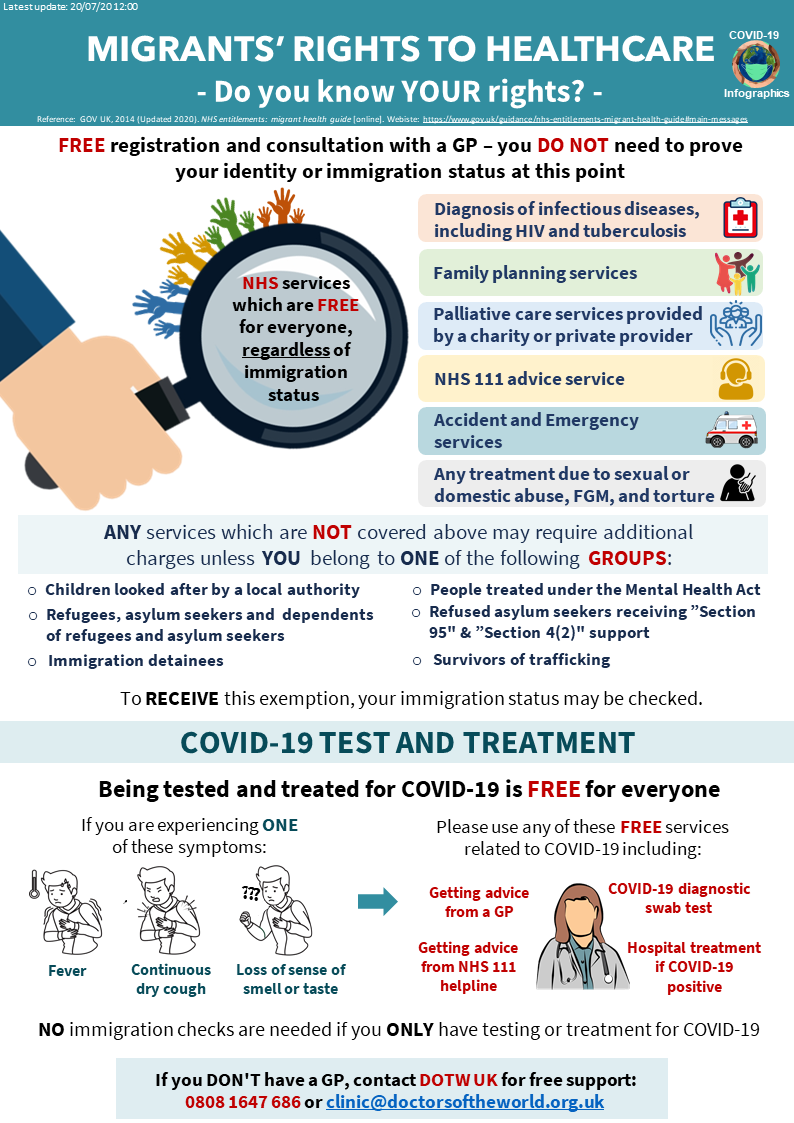 Latest update: 20/07/20 12:00
MIGRANTS' RIGHTS TO HEALTHCARE
- Do you know YOUR rights? -
COVID-19
Infographics
Reference: GOV UK, 2014 (Updated 2020). NHS entitlements: migrant health guide [online]. Webiste: https://www.gov.uk/guidance/nhs-entitlements-migrant-health-guide#main-messages
FREE registration and consultation with a GP – you DO NOT need to prove
your identity or immigration status at this point
NHS services
which are FREE
for everyone,
regardless of
immigration
status
Diagnosis of infectious diseases,
including HIV and tuberculosis
Family planning services
Palliative care services provided
by a charity or private provider
NHS 111 advice service
Accident and Emergency
services
Any treatment due to sexual or
domestic abuse, FGM, and torture
ANY services which are NOT covered above may require additional
charges unless YOU belong to ONE of the following GROUPS:
○ Children looked after by a local authority
○ Refugees, asylum seekers and dependents
of refugees and asylum seekers
○ Immigration detainees
○ People treated under the Mental Health Act
○ Refused asylum seekers receiving ”Section
95" & ”Section 4(2)" support
○ Survivors of trafficking
To RECEIVE this exemption, your immigration status may be checked.
COVID-19 TEST AND TREATMENT
Being tested and treated for COVID-19 is FREE for everyone
If you are experiencing ONE
of these symptoms:
???
Fever
Continuous
dry cough
Loss of sense of
smell or taste
Please use any of these FREE services
related to COVID-19 including:
Getting advice
from a GP
COVID-19 diagnostic
swab test
Getting advice
from NHS 111
helpline
Hospital treatment
if COVID-19
positive
NO immigration checks are needed if you ONLY have testing or treatment for COVID-19
If you DON'T have a GP, contact DOTW UK for free support:
0808 1647 686 or clinic@doctorsoftheworld.org.uk